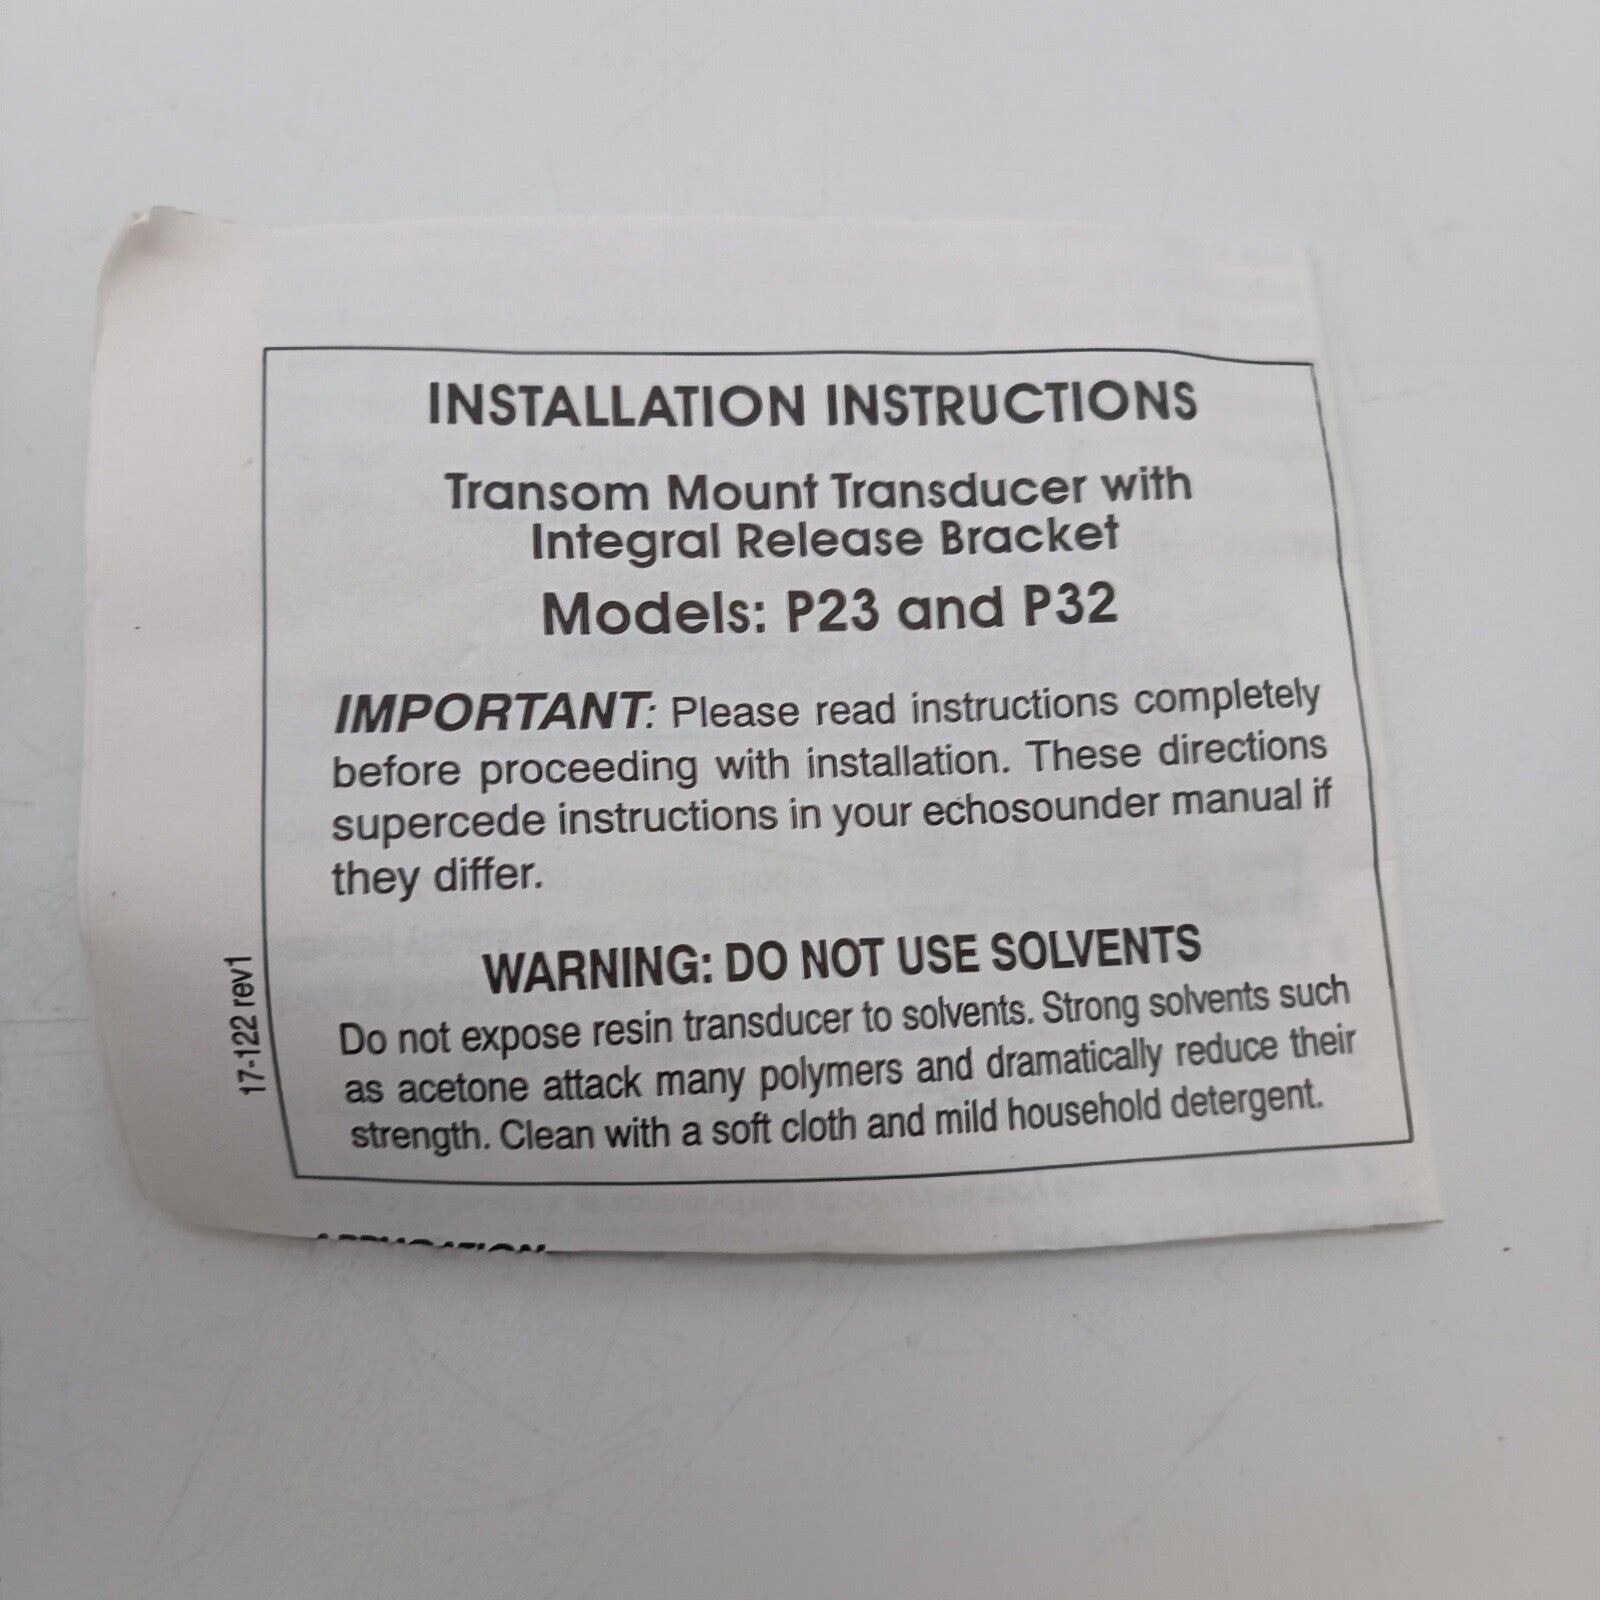 INSTALLATION INSTRUCTIONS
Transom Mount Transducer with
Integral Release Bracket
Models: P23 and P32
IMPORTANT: Please read instructions completely
before proceeding with installation. These directions
supercede instructions in your echosounder manual if
they differ.
WARNING: DO NOT USE SOLVENTS
Do not expose resin transducer to solvents. Strong solvents such
as acetone attack many polymers and dramatically reduce their
strength. Clean with a soft cloth and mild household detergent.
17-122 rev1